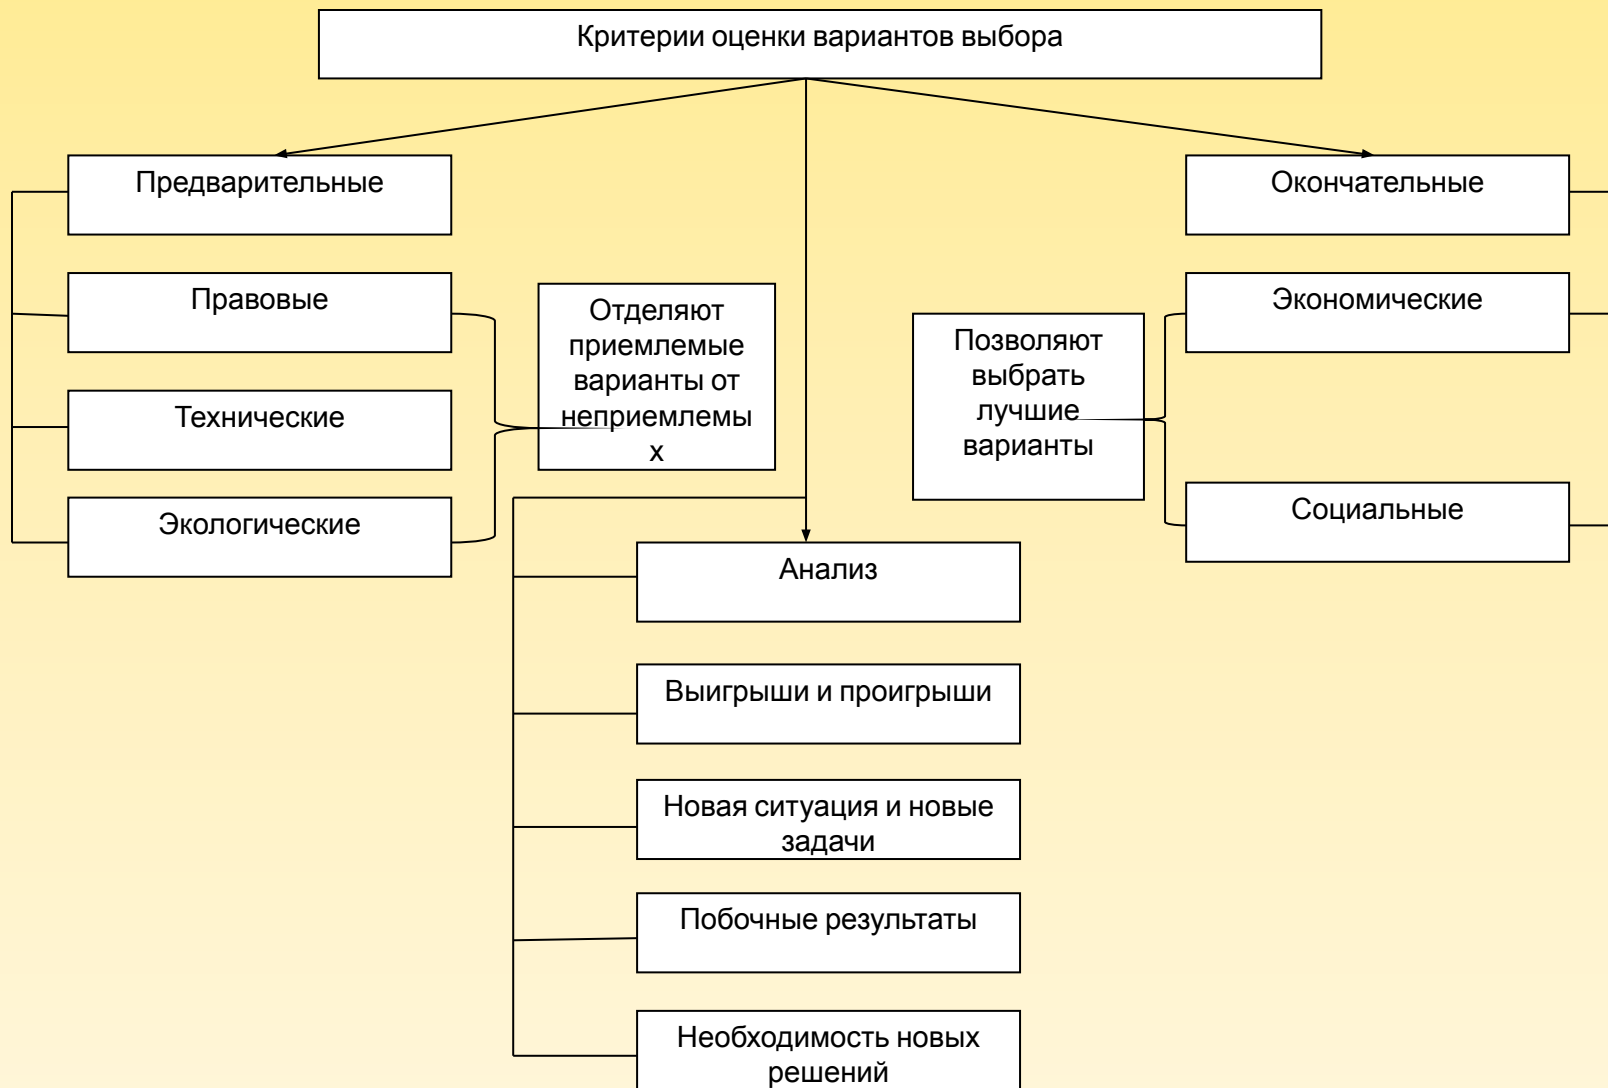 Критерии оценки вариантов выбора
Предварительные
Окончательные
Правовые
Технические
Экологические
Отделяют
приемлемые
варианты от
неприемлемы
х
Позволяют
выбрать
лучшие
варианты
Экономические
Социальные
Анализ
Выигрыши и проигрыши
Новая ситуация и новые
задачи
Побочные результаты
Необходимость новых
решений